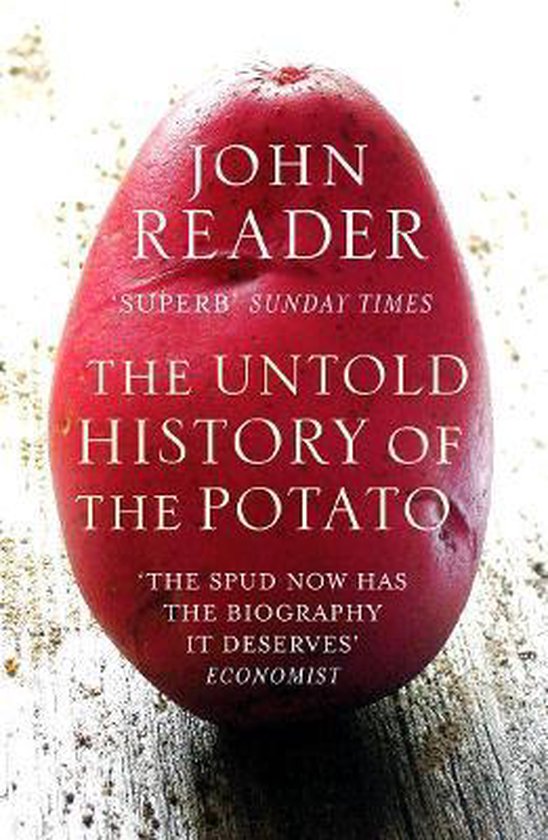 JOHN
READER
‘SUPERB’ SUNDAY TIMES
THE UNTOLD
HISTORY OF
THE POTATO
‘THE SPUD NOW HAS
THE BIOGRAPHY
IT DESERVES’
ECONOMIST